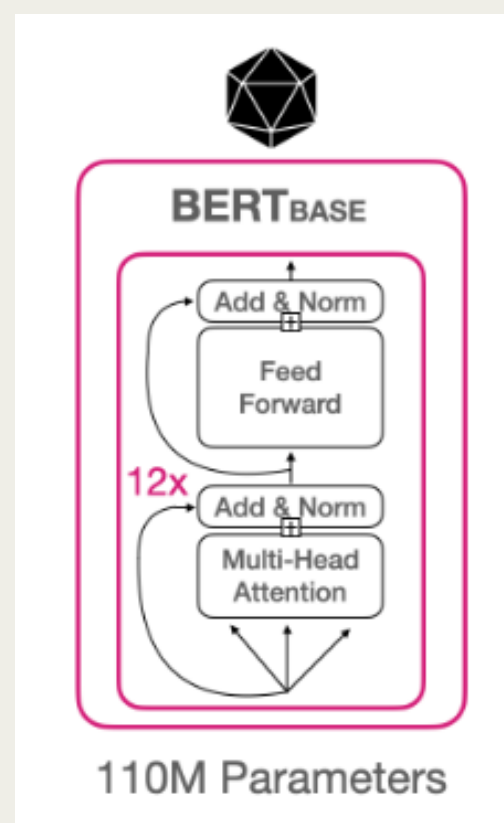 BERTBASE
Add & Norm
Feed
Forward
12x
Add & Norm
Multi-Head
Attention
110M Parameters